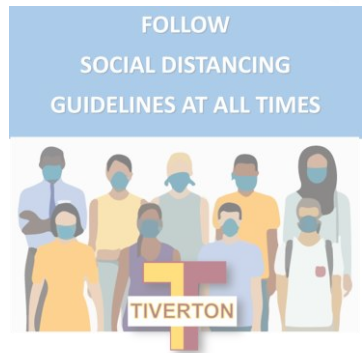 FOLLOW
SOCIAL DISTANCING
GUIDELINES AT ALL TIMES
TIVERTON